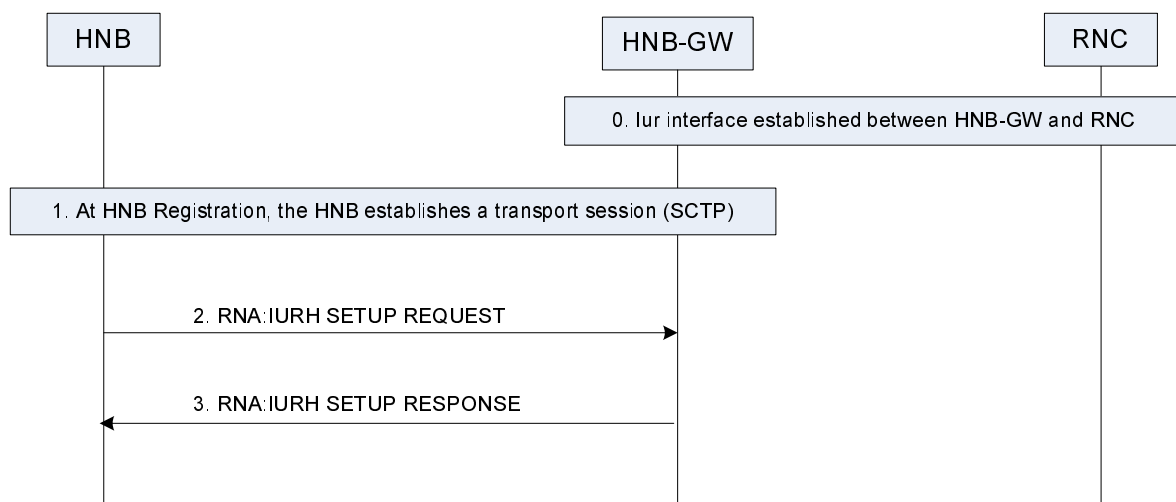 HNB
HNB-GW
RNC
0. Iur interface established between HNB-GW and RNC
1. At HNB Registration, the HNB establishes a transport session (SCTP)
2. RNA:IURH SETUP REQUEST
3. RNA:IURH SETUP RESPONSE